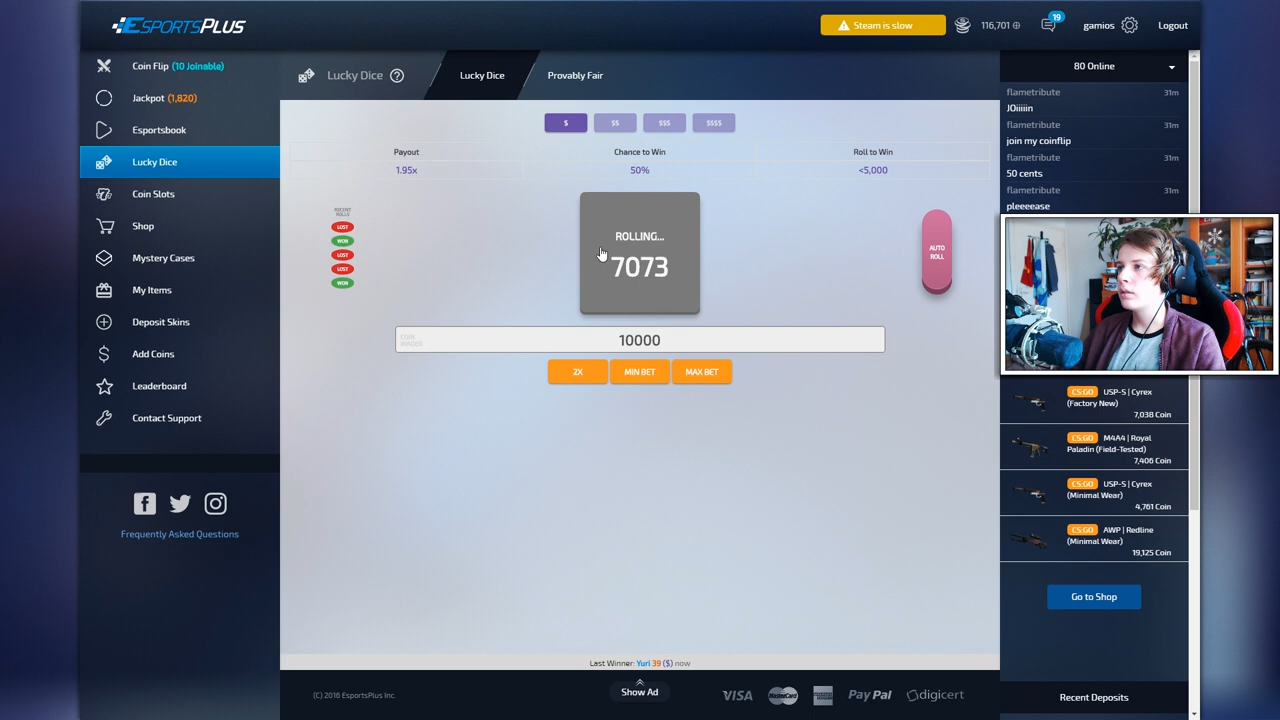 ESPORTSPLUS
Steam is slow
116,701
19
gamios
Logout
Coin Flip (10 Joinable)
Jackpot (1,820)
Esportsbook
Lucky Dice
Coin Slots
Shop
Mystery Cases
My Items
Deposit Skins
Add Coins
Leaderboard
Contact Support
Frequently Asked Questions
Lucky Dice
Lucky Dice
Provably Fair
$
$$
$$$
$$$$
Payout
Chance to Win
Roll to Win
1.95x
50%
<5,000
RECENT
ROLLS
LOST
WON
LOST
LOST
WON
ROLLING...
7073
AUTO
ROLL
COIN
WAGER
10000
2X
MIN BET
MAX BET
Last Winner: Yuri 39 ($) now
(C) 2016 EsportsPlus Inc.
Show Ad
VISA
MasterCard
AMERICAN EXPRESS
PayPal
digicert
80 Online
flametribute 31m
JOiiiiin
flametribute 31m
join my coinflip
flametribute 31m
50 cents
flametribute 31m
pleeeease
CS:GO USP-S | Cyrex
(Factory New)
7,038 Coin
CS:GO M4A4 | Royal
Paladin (Field-Tested)
7,406 Coin
CS:GO USP-S | Cyrex
(Minimal Wear)
4,761 Coin
CS:GO AWP | Redline
(Minimal Wear)
19,125 Coin
Go to Shop
Recent Deposits